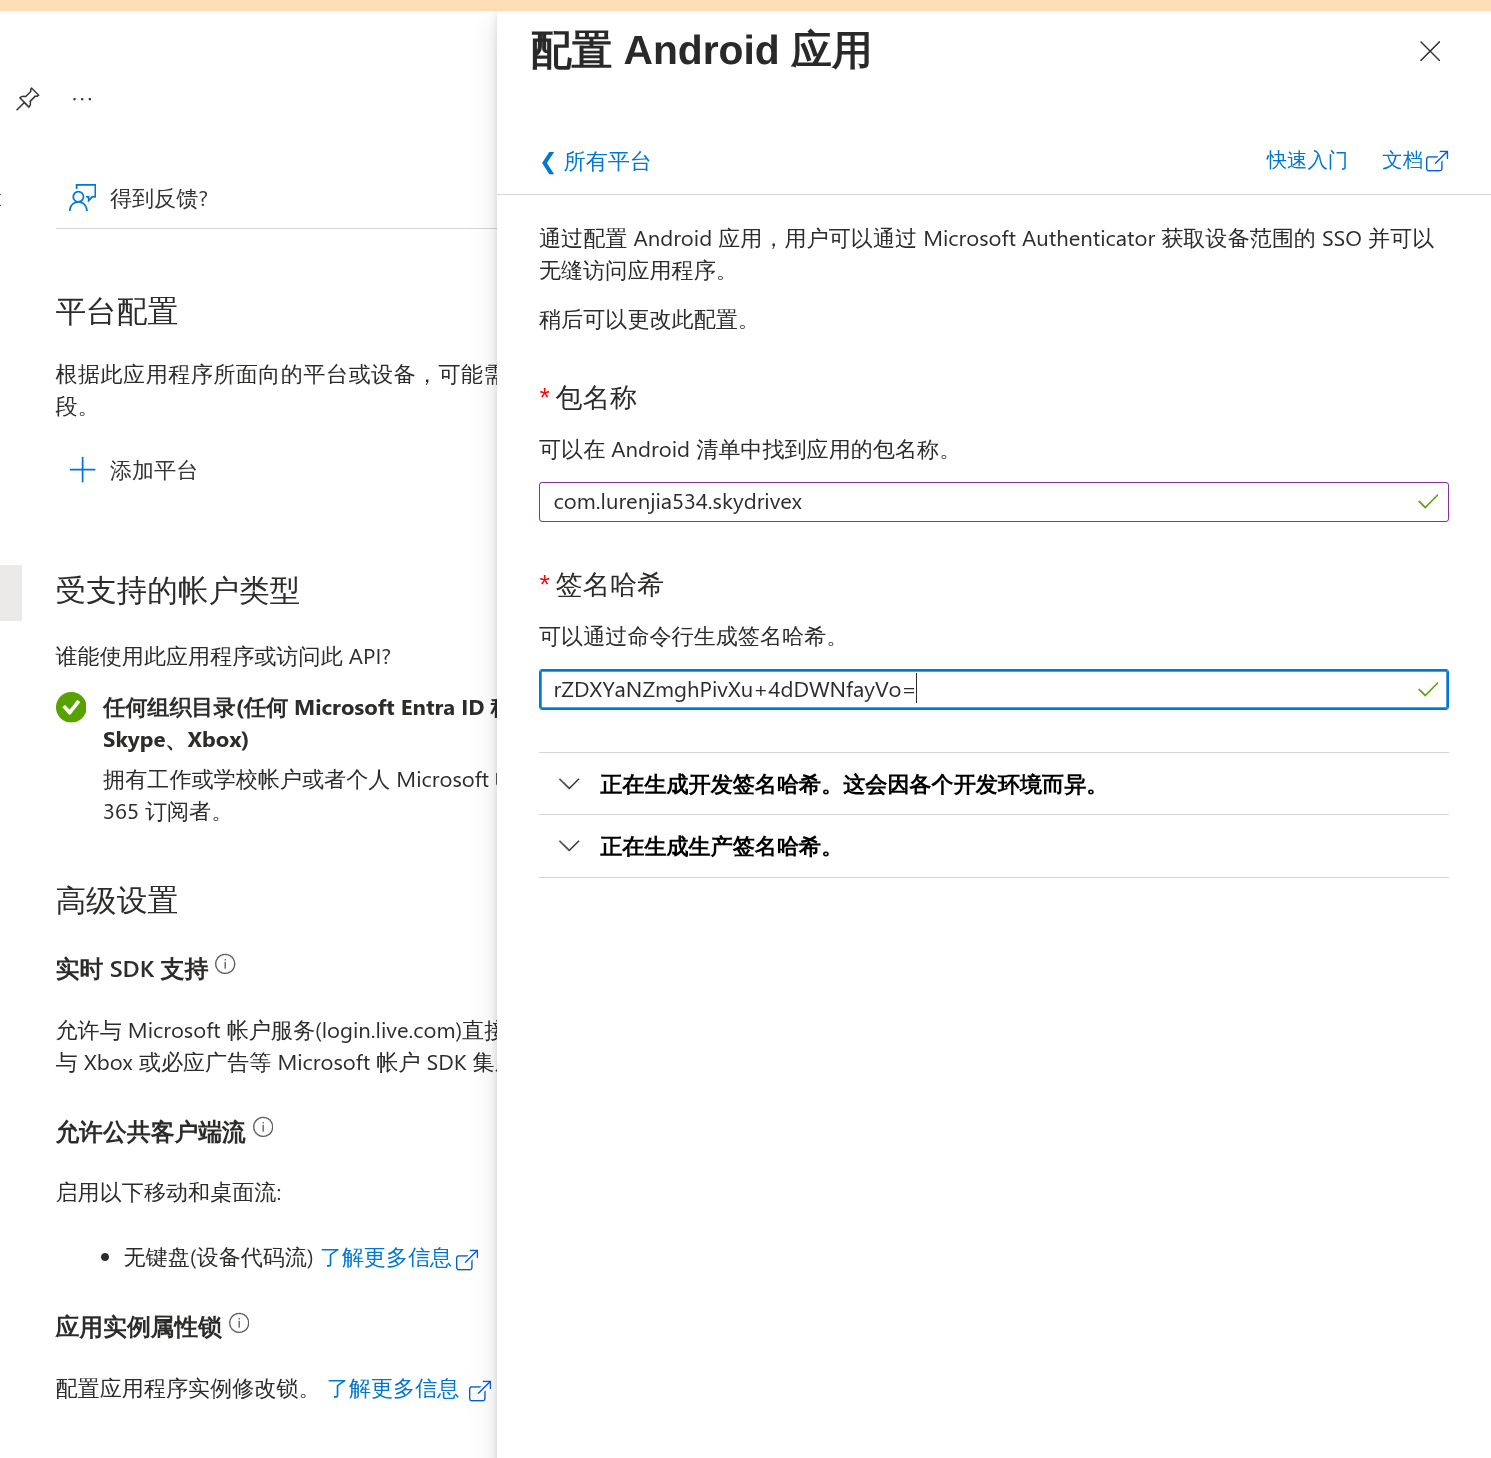 配置 Android 应用
所有平台
快速入门
文档
通过配置 Android 应用，用户可以通过 Microsoft Authenticator 获取设备范围的 SSO 并可以
无缝访问应用程序。
稍后可以更改此配置。
* 包名称
可以在 Android 清单中找到应用的包名称。
com.lurenjia534.skydrivex
* 签名哈希
可以通过命令行生成签名哈希。
rZDXYaNZmghPivXu+4dDWNfayVo=
正在生成开发签名哈希。这会因各个开发环境而异。
正在生成生产签名哈希。
得到反馈?
平台配置
根据此应用程序所面向的平台或设备，可能需
段。
添加平台
受支持的帐户类型
谁能使用此应用程序或访问此 API?
任何组织目录(任何 Microsoft Entra ID
Skype、Xbox)
拥有工作或学校帐户或者个人 Microsoft
365 订阅者。
高级设置
实时 SDK 支持
允许与 Microsoft 帐户服务(login.live.com)直接
与 Xbox 或必应广告等 Microsoft 帐户 SDK 集
允许公共客户端流
启用以下移动和桌面流:
• 无键盘(设备代码流) 了解更多信息
应用实例属性锁
配置应用程序实例修改锁。 了解更多信息